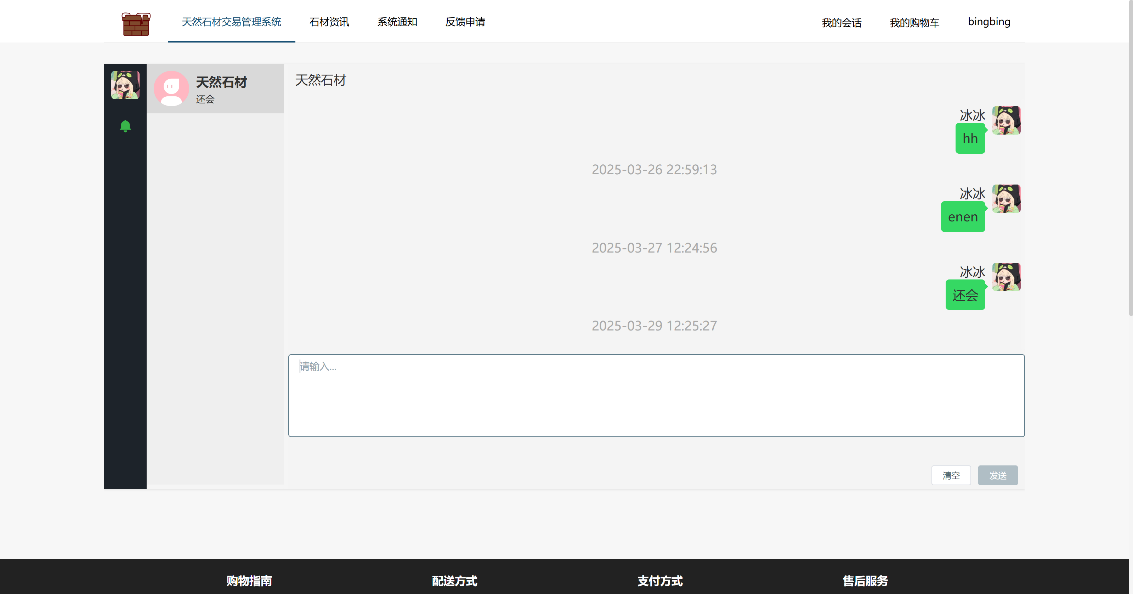 天然石材交易管理系统 石材资讯 系统通知 反馈申请 我的会话 我的购物车 bingbing
天然石材
还会
天然石材
冰冰
hh
2025-03-26 22:59:13
冰冰
enen
2025-03-27 12:24:56
冰冰
还会
2025-03-29 12:25:27
请输入...
清空 发送
购物指南 配送方式 支付方式 售后服务